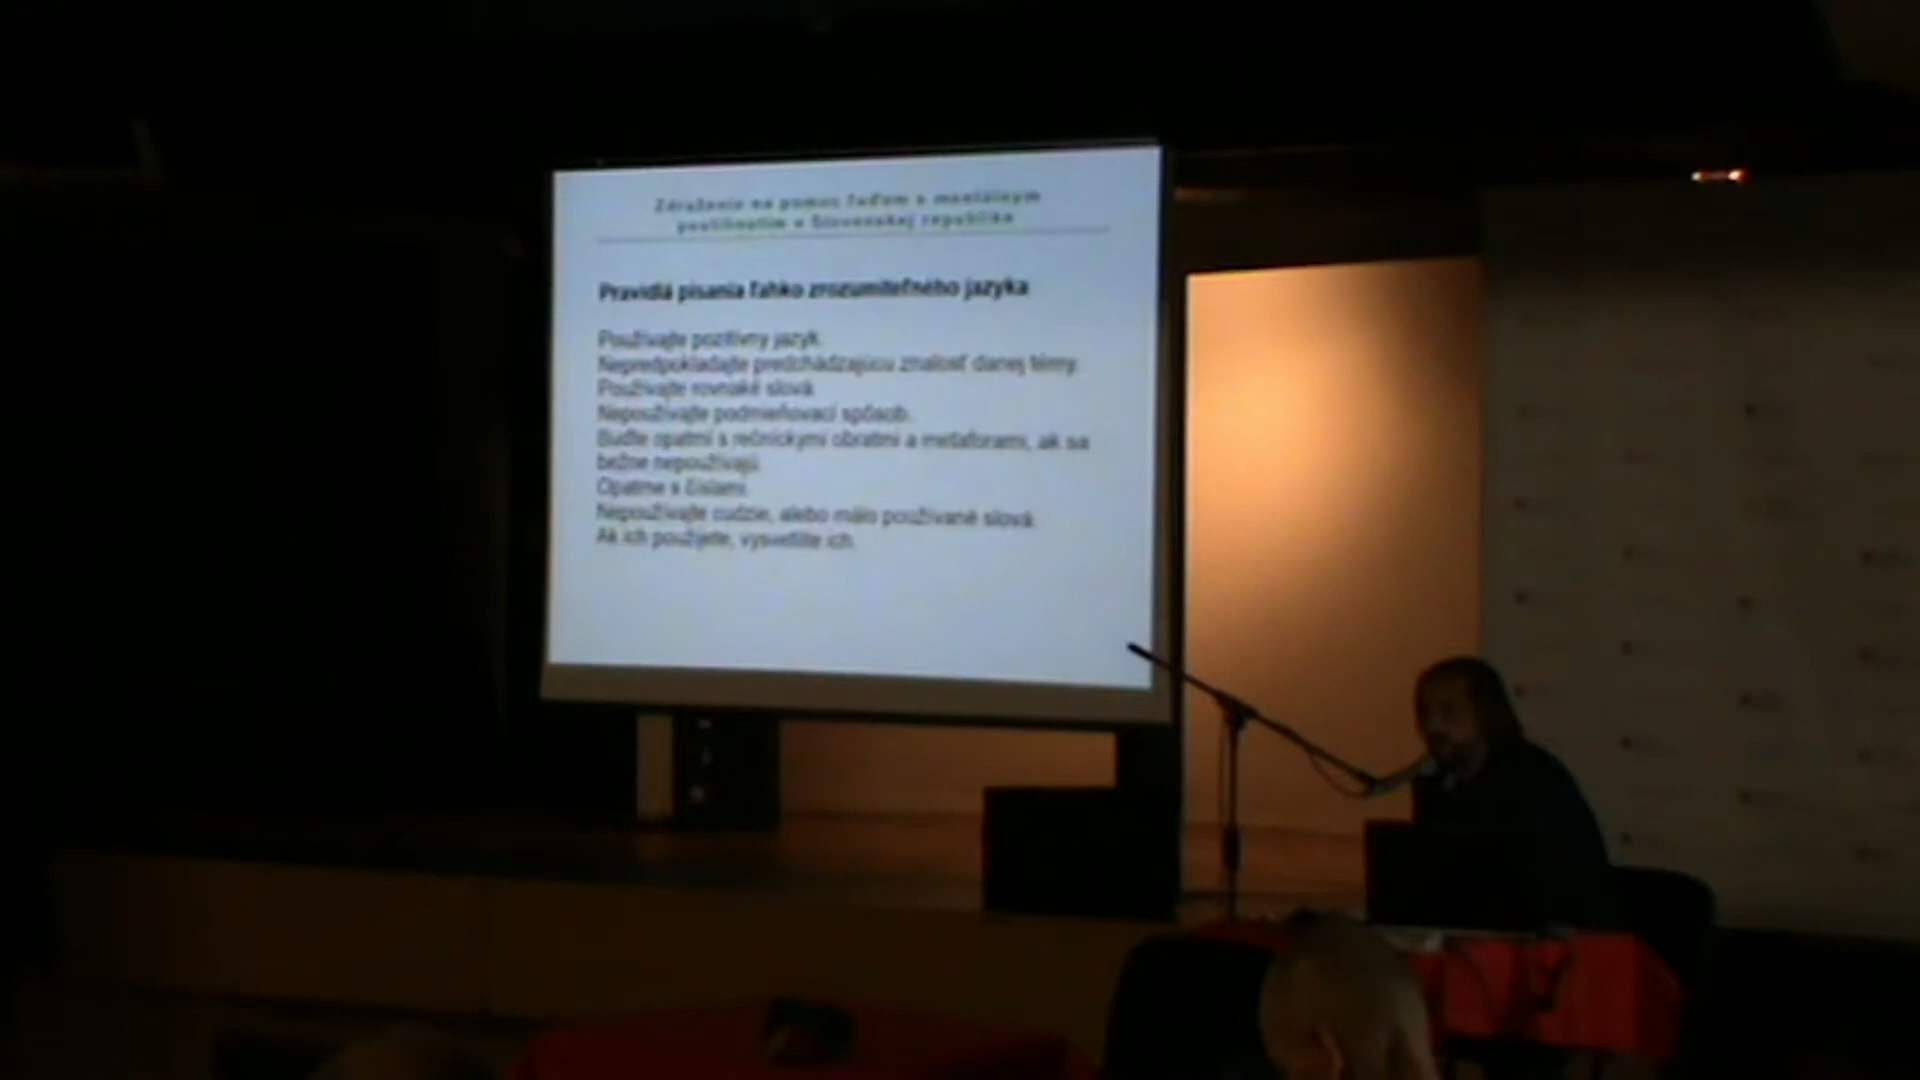 Združenie na pomoc ľuďom s mentálnym
postihnutím v Slovenskej republike
Pravidlá písania ľahko zrozumiteľného jazyka
Používajte pozitívny jazyk.
Nepredpokladajte predchádzajúcu znalosť danej témy.
Používajte rovnaké slová.
Nepoužívajte podmieňovací spôsob.
Buďte opatrní s rečníckymi obratmi a metaforami, ak sa
bežne nepoužívajú.
Opatrne s číslami.
Nepoužívajte cudzie, alebo málo používané slová.
Ak ich použijete, vysvetlite ich.